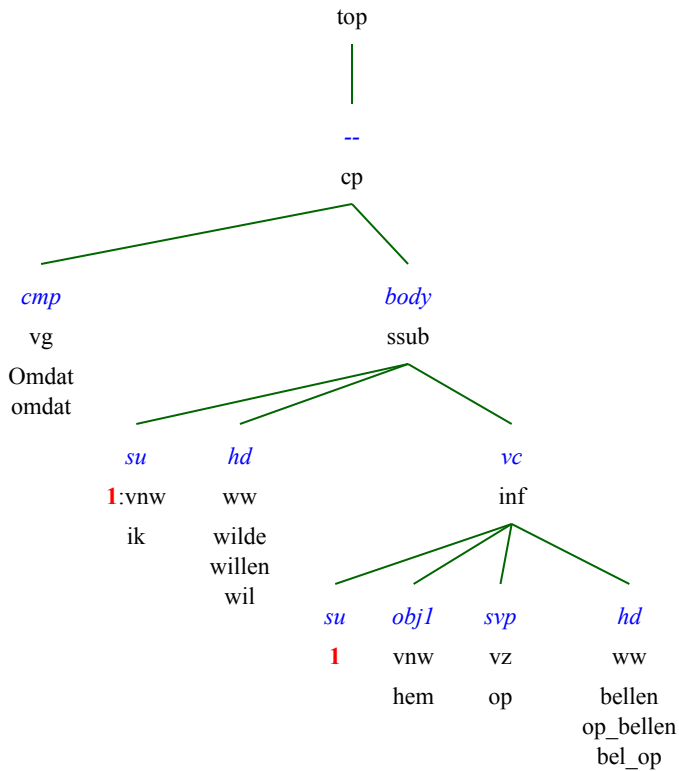 top
--
cp
cmp body
vg ssub
Omdat
omdat
su hd vc
1:vnw ww inf
ik wilde
willen
wil
su obj1 svp hd
1 vnw vz ww
hem op bellen
op_bellen
bel_op